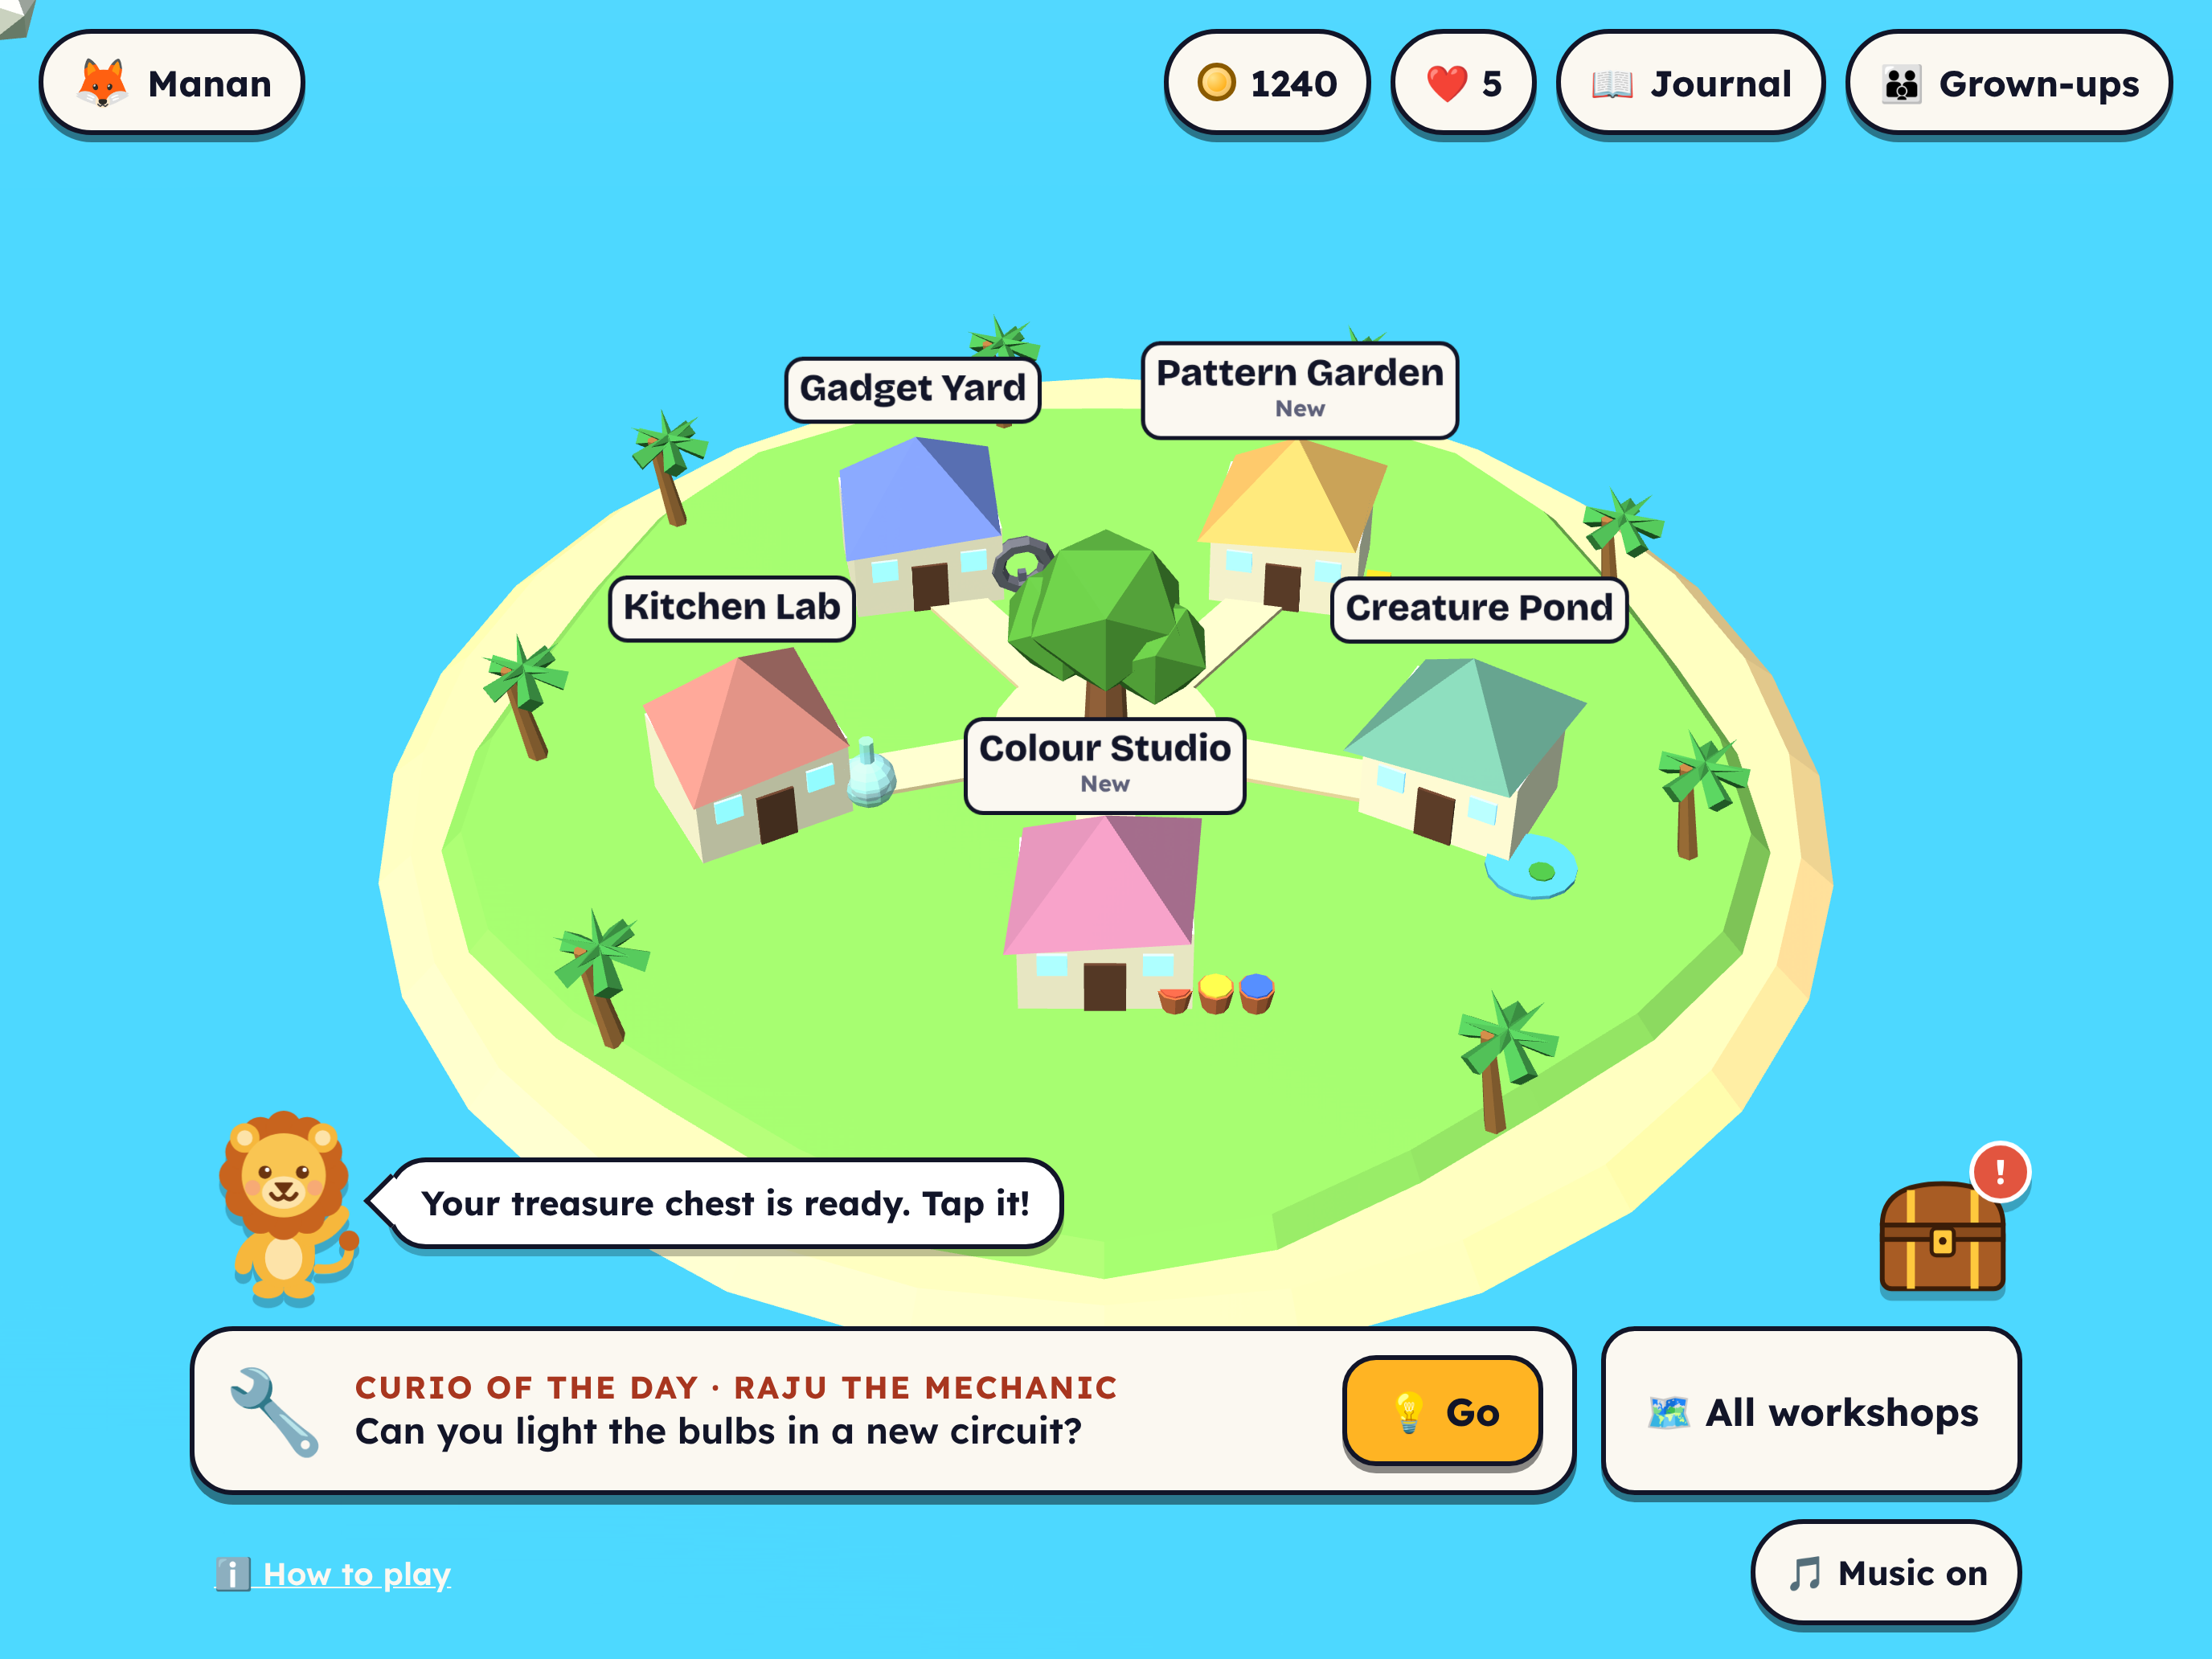 Manan
1240
5
Journal
Grown-ups
Gadget Yard
Pattern Garden
New
Kitchen Lab
Creature Pond
Colour Studio
New
Your treasure chest is ready. Tap it!
!
CURIO OF THE DAY · RAJU THE MECHANIC
Can you light the bulbs in a new circuit?
Go
All workshops
How to play
Music on